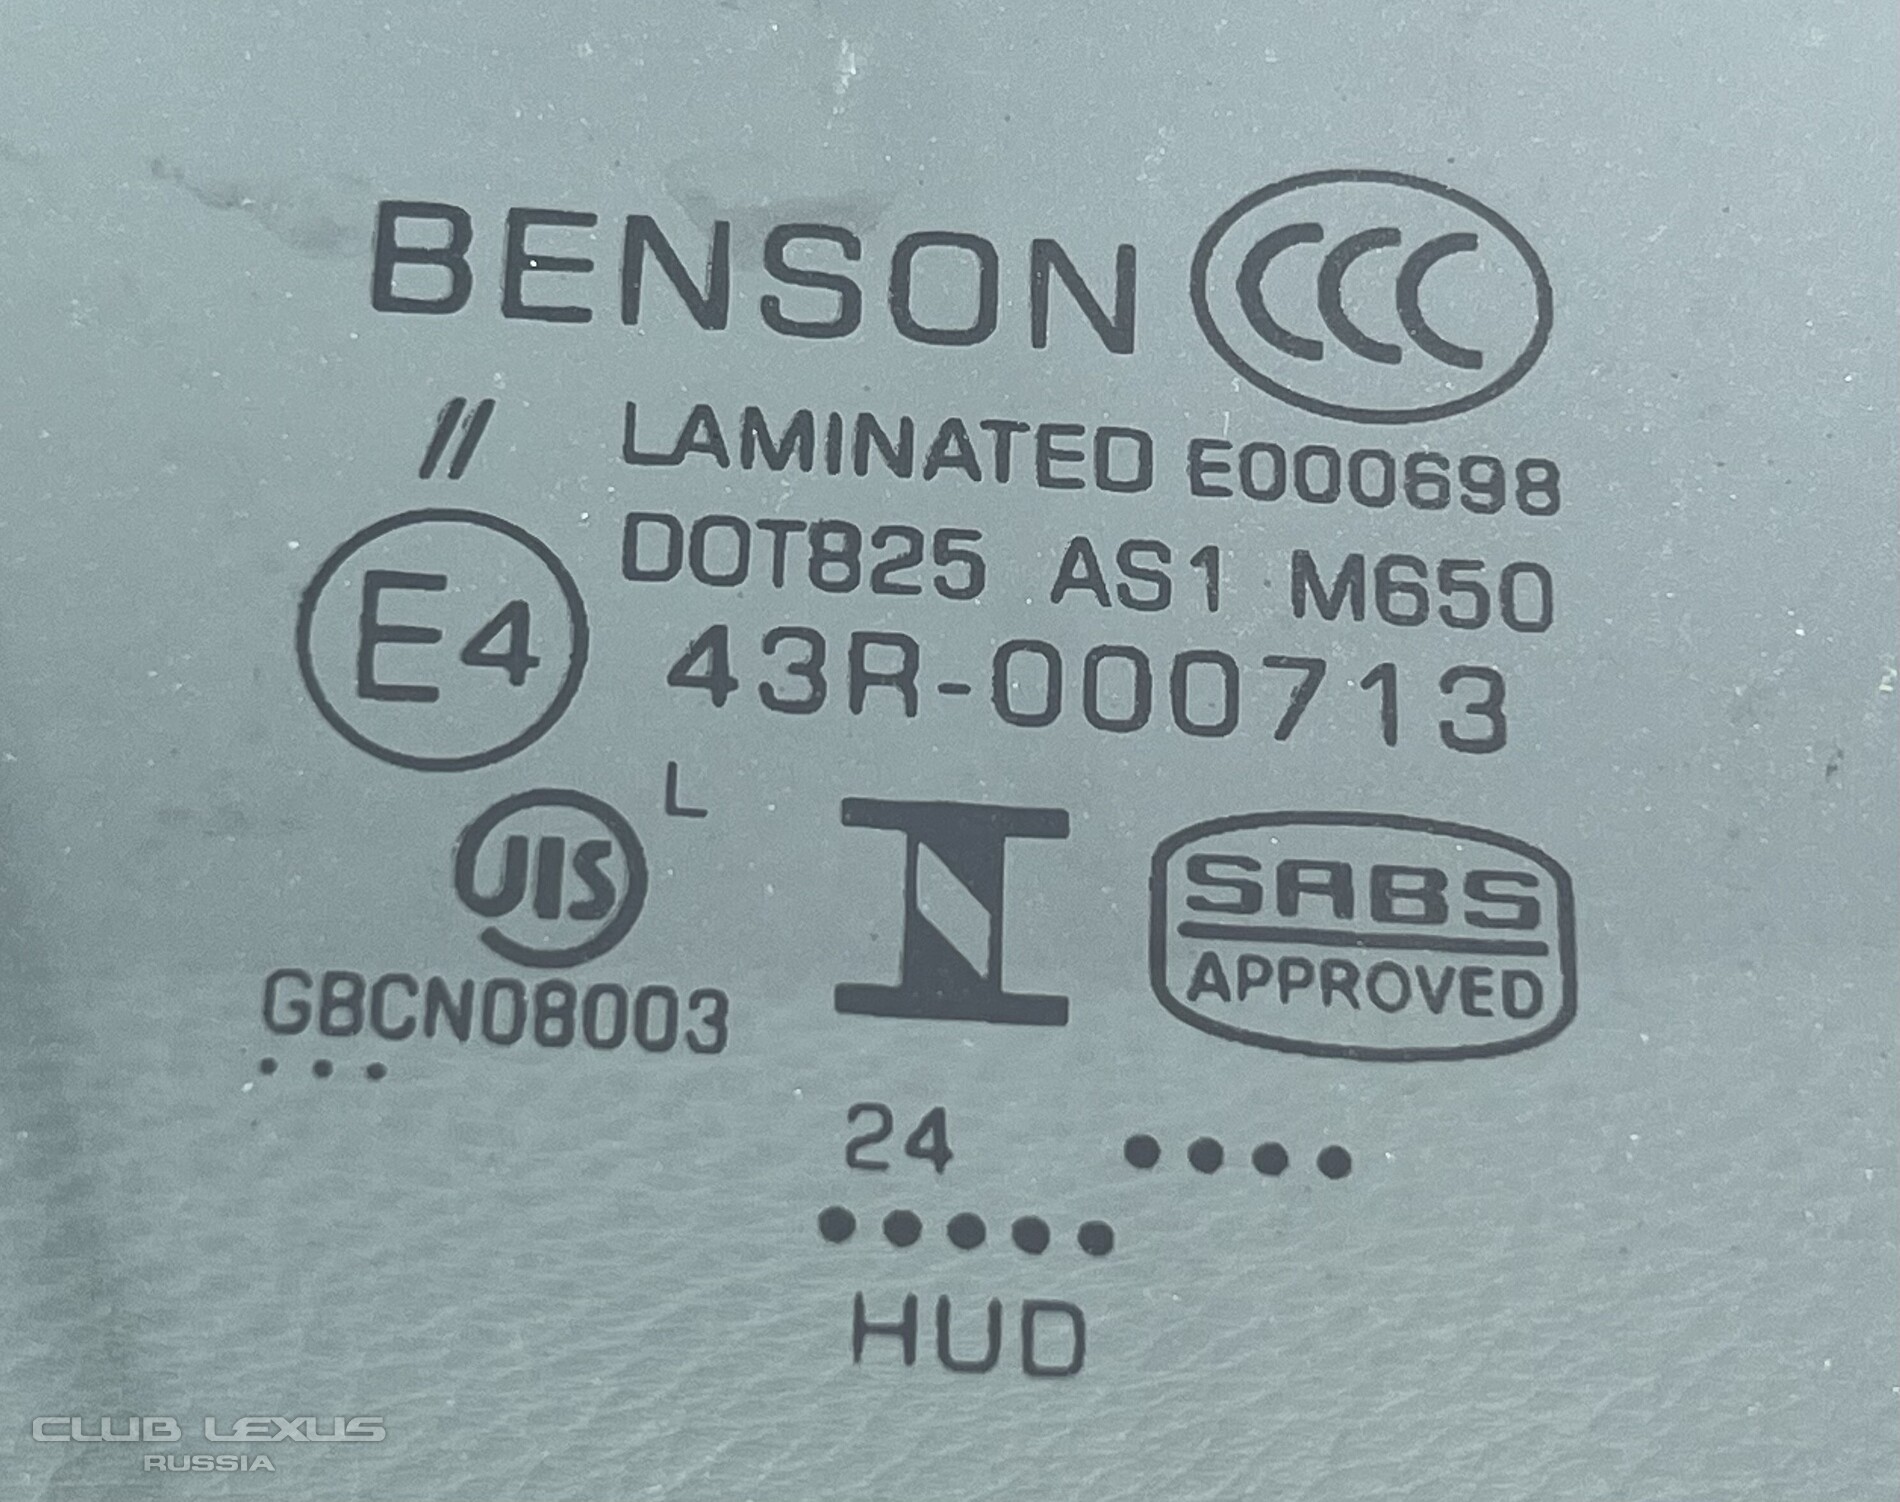 BENSON CCC
// LAMINATED E000698
DOT825 AS1 M650
E4 43R-000713
L
JIS
SABS
APPROVED
GBCN08003
...
24 ••••
•••••
HUD
CLUB LEXUS
RUSSIA